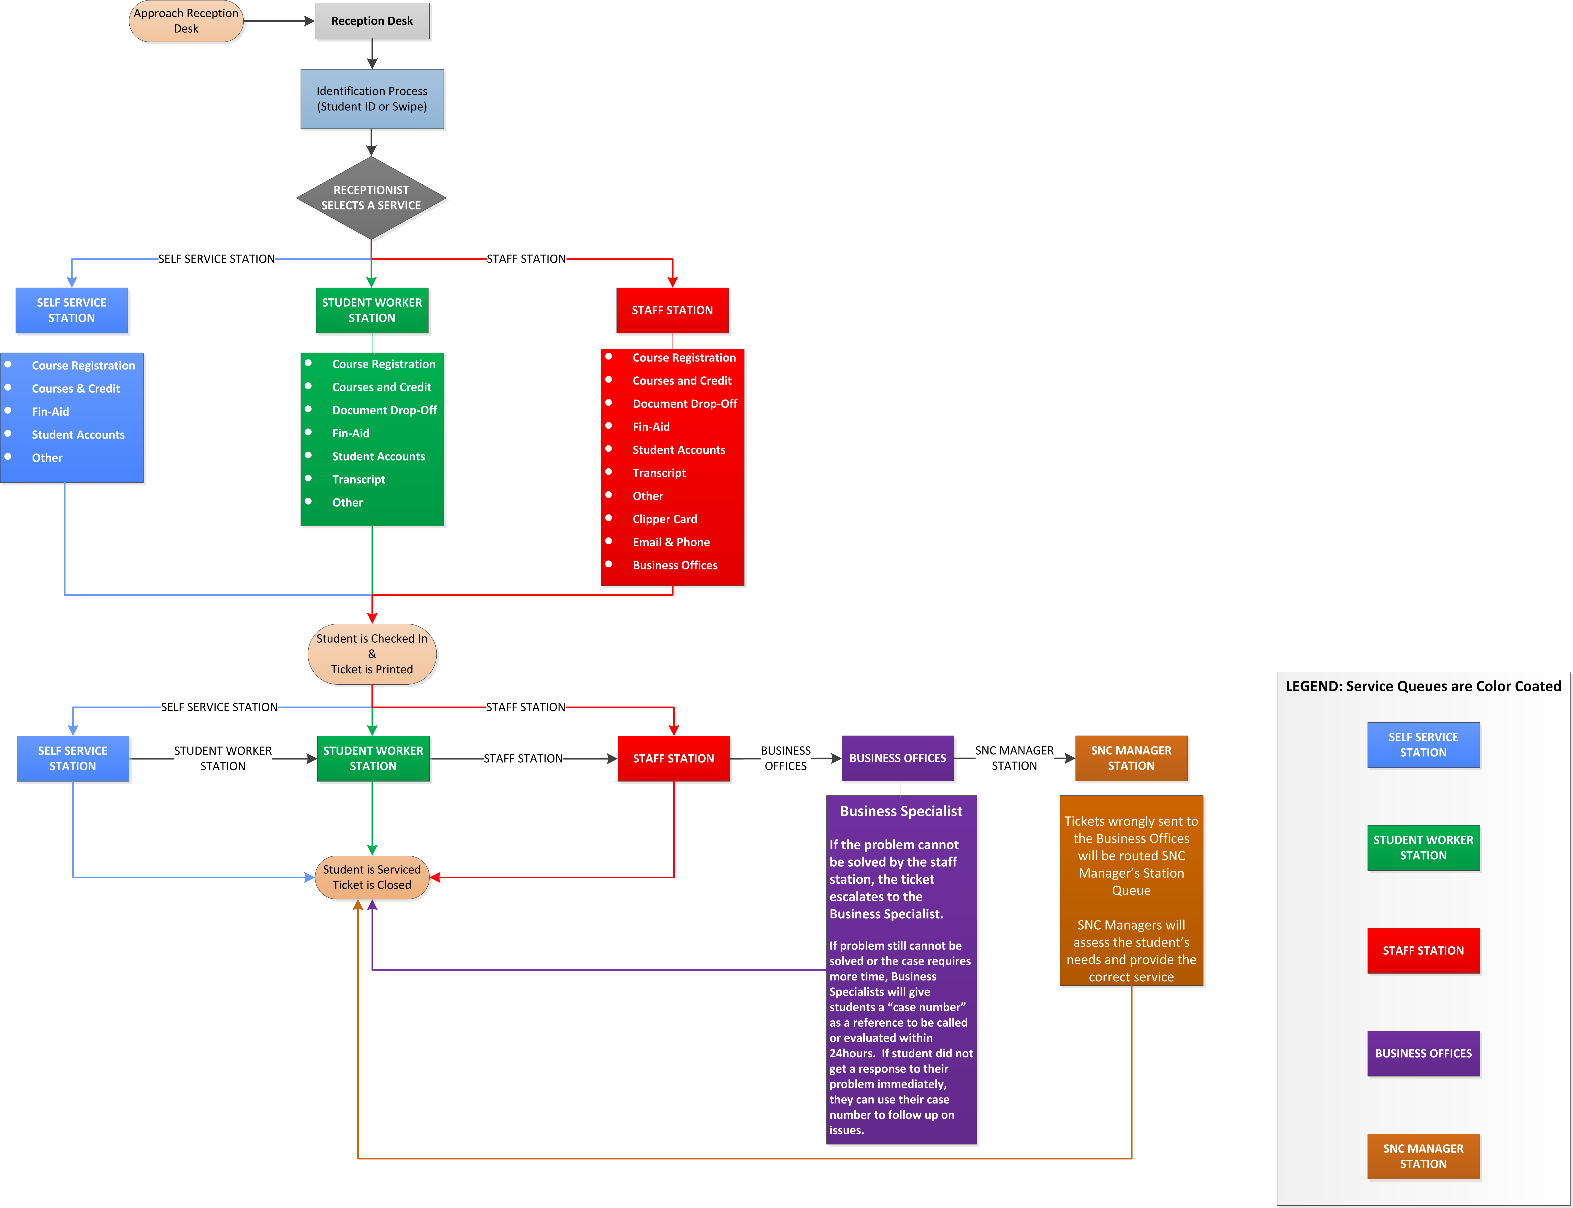 Approach Reception
Desk
Reception Desk
Identification Process
(Student ID or Swipe)
RECEPTIONIST
SELECTS A SERVICE
SELF SERVICE STATION
STAFF STATION
SELF SERVICE
STATION
STUDENT WORKER
STATION
STAFF STATION
Course Registration
Courses & Credit
Fin-Aid
Student Accounts
Other
Course Registration
Courses and Credit
Document Drop-Off
Fin-Aid
Student Accounts
Transcript
Other
Course Registration
Courses and Credit
Document Drop-Off
Fin-Aid
Student Accounts
Transcript
Other
Clipper Card
Email & Phone
Business Offices
Student is Checked In
&
Ticket is Printed
SELF SERVICE STATION
STAFF STATION
SELF SERVICE
STATION
STUDENT WORKER
STATION
STUDENT WORKER
STATION
STAFF STATION
STAFF STATION
BUSINESS
OFFICES
BUSINESS OFFICES
SNC MANAGER
STATION
SNC MANAGER
STATION
Student is Serviced
Ticket is Closed
Business Specialist
If the problem cannot
be solved by the staff
station, the ticket
escalates to the
Business Specialist.
If problem still cannot be
solved or the case requires
more time, Business
Specialists will give
students a “case number”
as a reference to be called
or evaluated within
24hours.  If student did not
get a response to their
problem immediately,
they can use their case
number to follow up on
issues.
Tickets wrongly sent to
the Business Offices
will be routed SNC
Manager’s Station
Queue
SNC Managers will
assess the student’s
needs and provide the
correct service
LEGEND: Service Queues are Color Coated
SELF SERVICE
STATION
STUDENT WORKER
STATION
STAFF STATION
BUSINESS OFFICES
SNC MANAGER
STATION